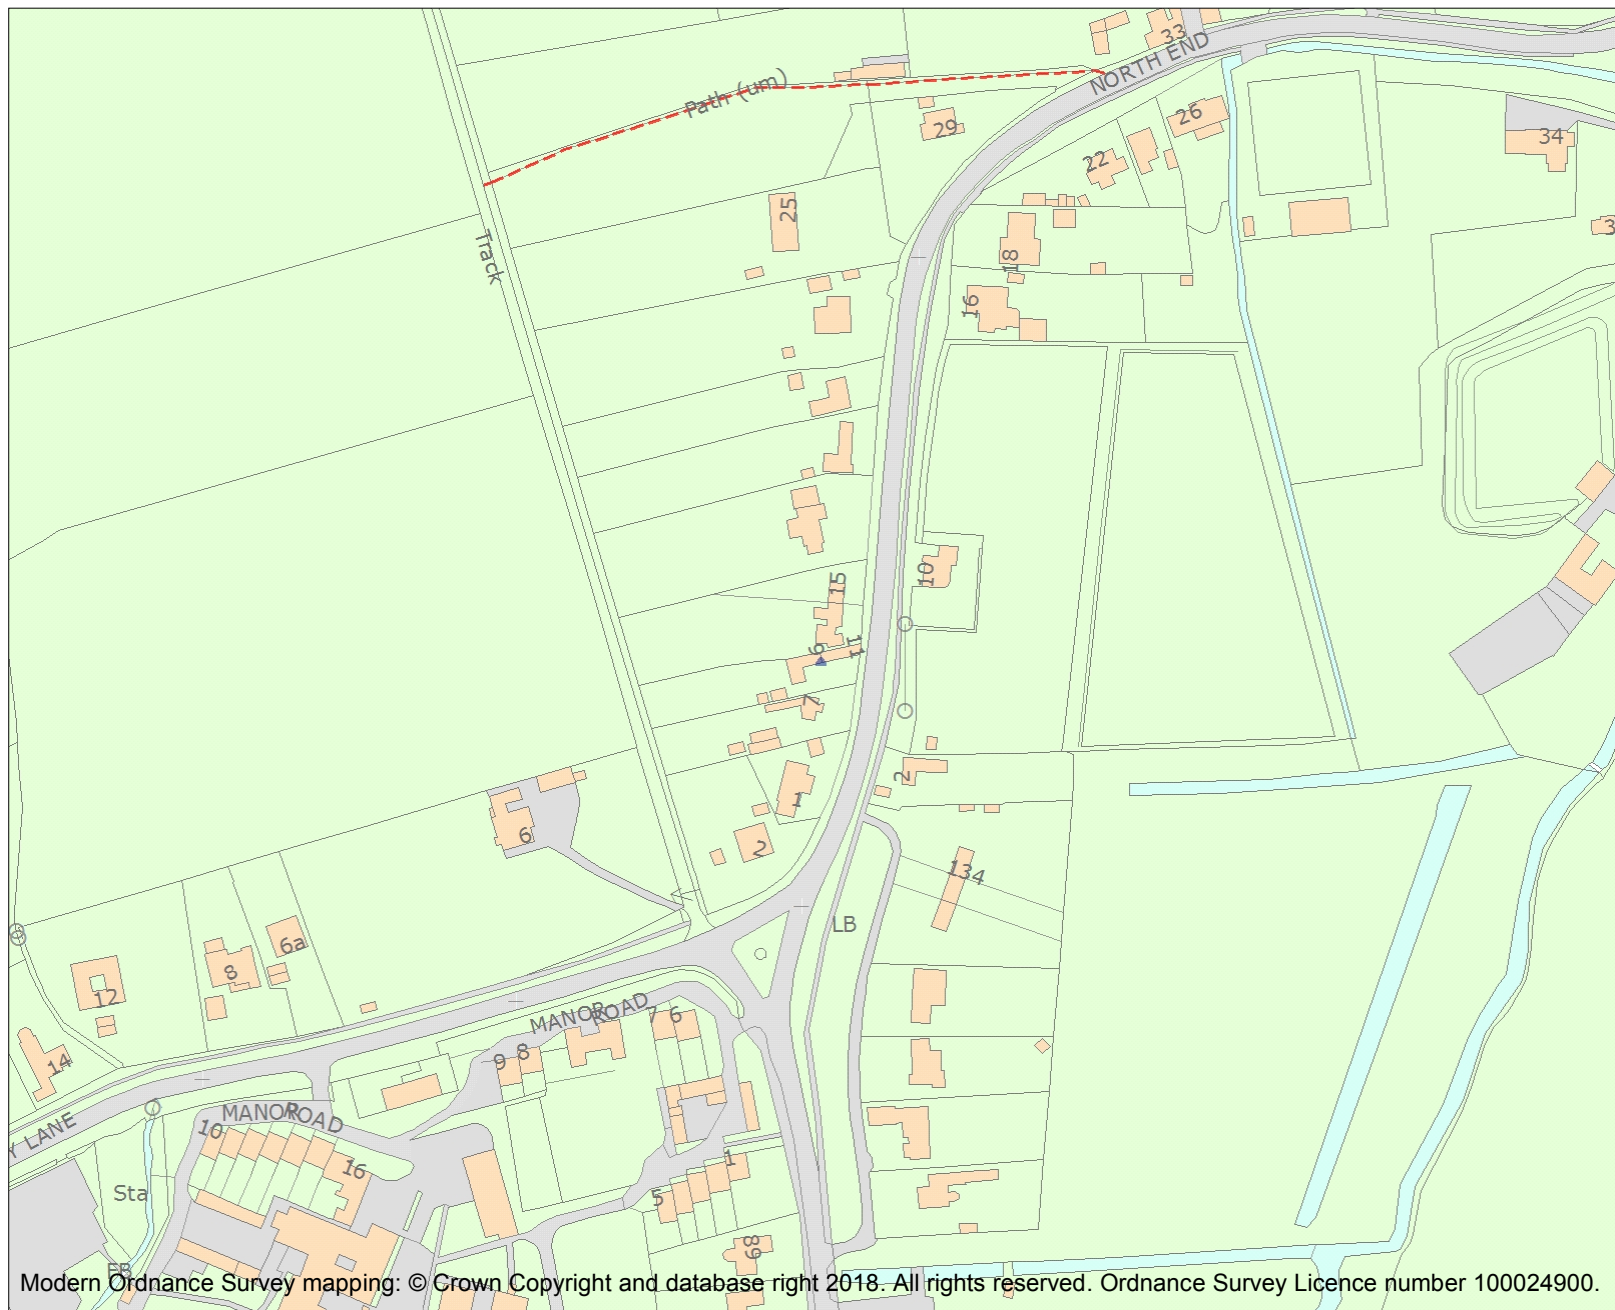 33
NORTH END
Path (um)
29
26
22
34
3
25
Track
18
16
10
15
11
9
7
2
1
6
2
134
LB
6a
8
12
14
MANOR ROAD
7 6
9 8
Y LANE
MANOR ROAD
10
16
Sta
1
5
68
FB
Modern Ordnance Survey mapping: © Crown Copyright and database right 2018. All rights reserved. Ordnance Survey Licence number 100024900.